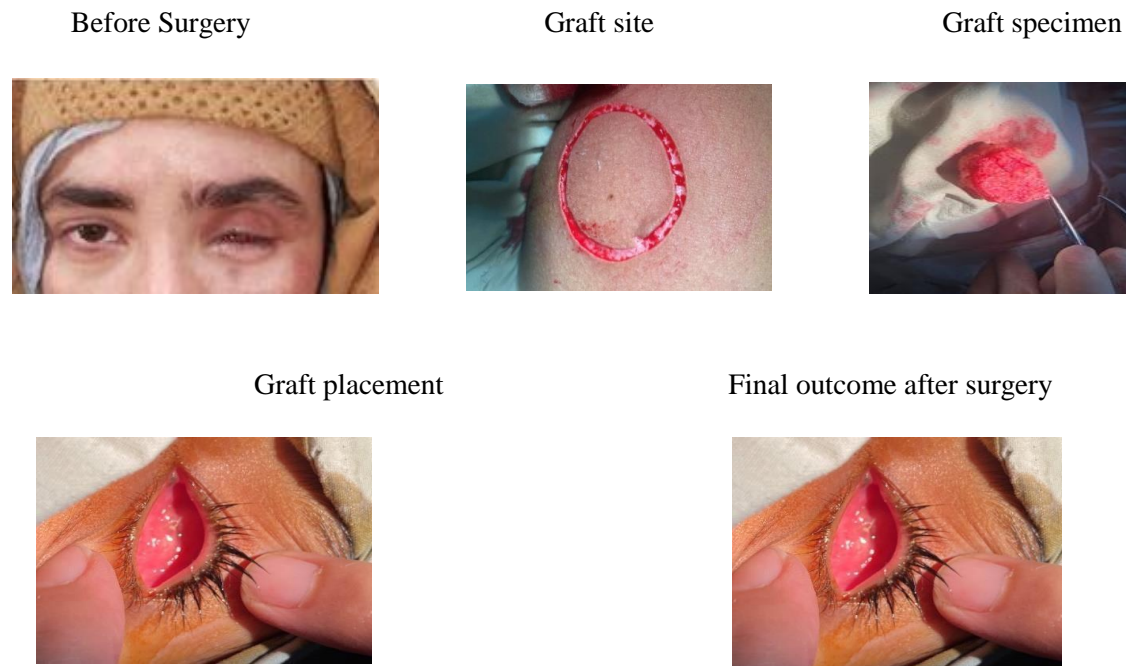 Before Surgery
Graft site
Graft specimen
Graft placement
Final outcome after surgery